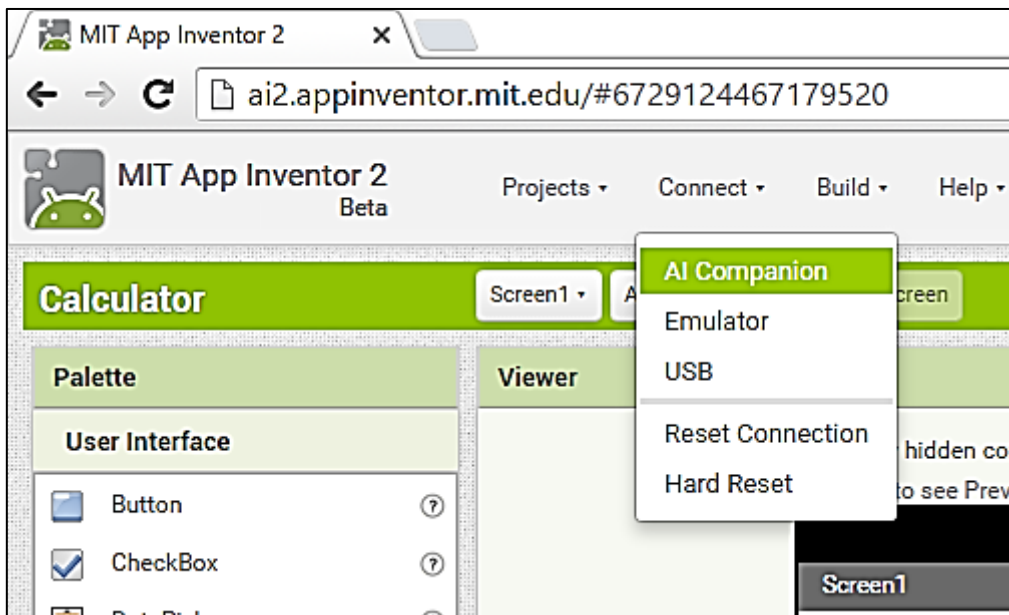 MIT App Inventor 2
ai2.appinventor.mit.edu/#6729124467179520
MIT App Inventor 2
Beta
Projects Connect Build Help
AI Companion
Emulator
USB
Reset Connection
Hard Reset
Calculator
Screen1 A creen
Palette
Viewer
User Interface
hidden co
to see Prev
Button
CheckBox
Screen1